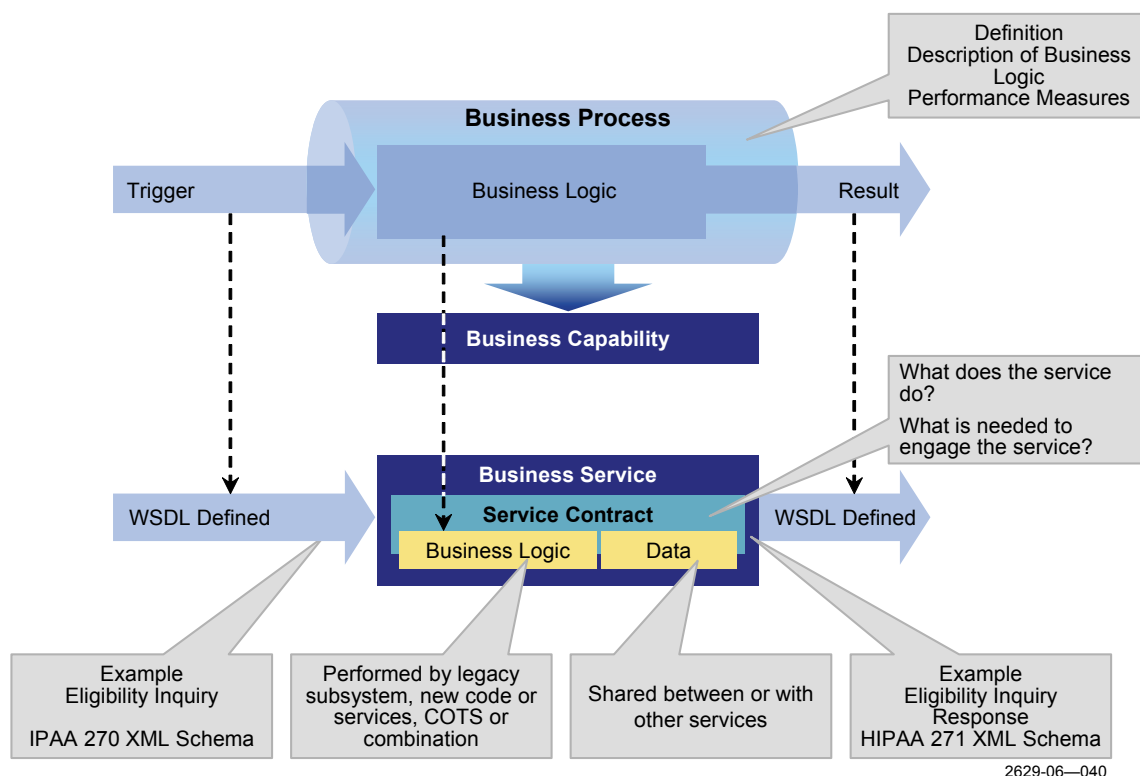 Definition
Description of Business
Logic
Performance Measures
Business Process
Trigger
Business Logic
Result
Business Capability
What does the service
do?
What is needed to
engage the service?
Business Service
WSDL Defined
Service Contract
WSDL Defined
Business Logic
Data
Example
Eligibility Inquiry
IPAA 270 XML Schema
Performed by legacy
subsystem, new code or
services, COTS or
combination
Shared between or with
other services
Example
Eligibility Inquiry
Response
HIPAA 271 XML Schema
2629-06—040